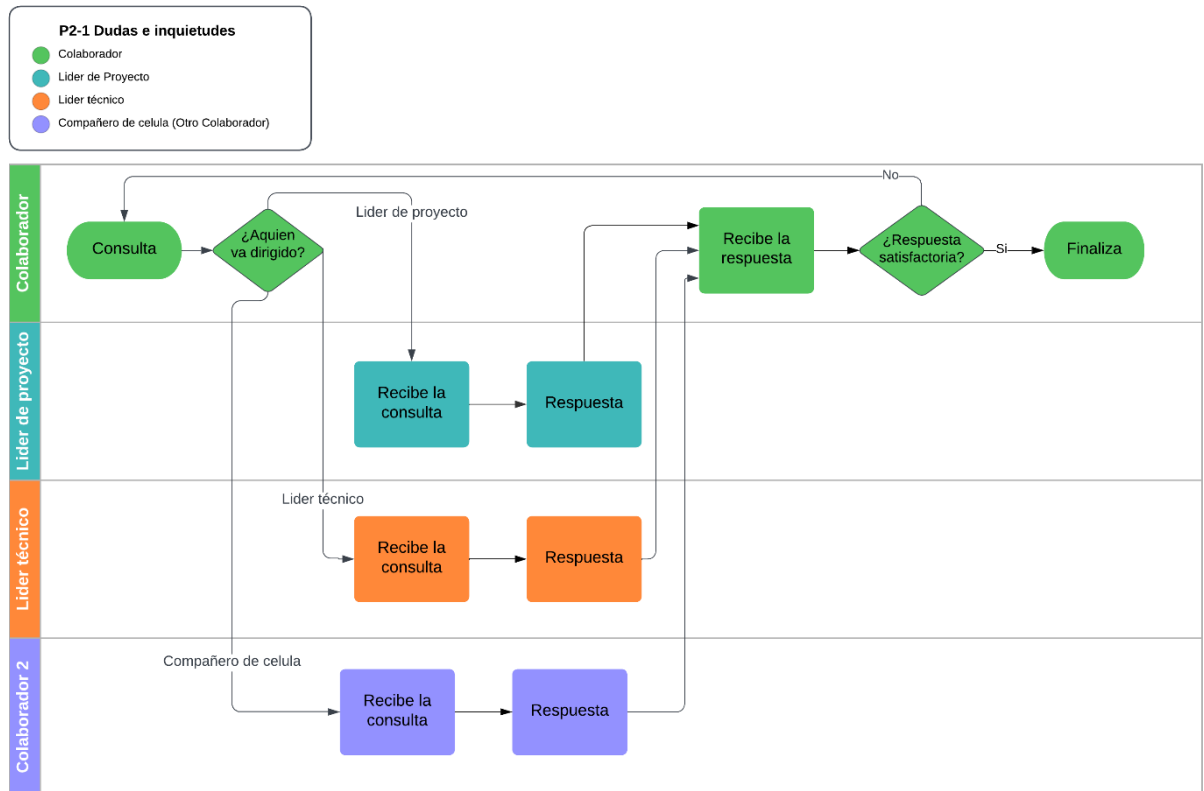 P2-1 Dudas e inquietudes
Colaborador
Lider de Proyecto
Lider técnico
Compañero de celula (Otro Colaborador)
Colaborador
No
Lider de proyecto
Consulta
¿Aquien
va dirigido?
Recibe la
respuesta
¿Respuesta
satisfactoria?
Si
Finaliza
Lider de proyecto
Recibe la
consulta
Respuesta
Lider técnico
Lider técnico
Recibe la
consulta
Respuesta
Colaborador 2
Compañero de celula
Recibe la
consulta
Respuesta